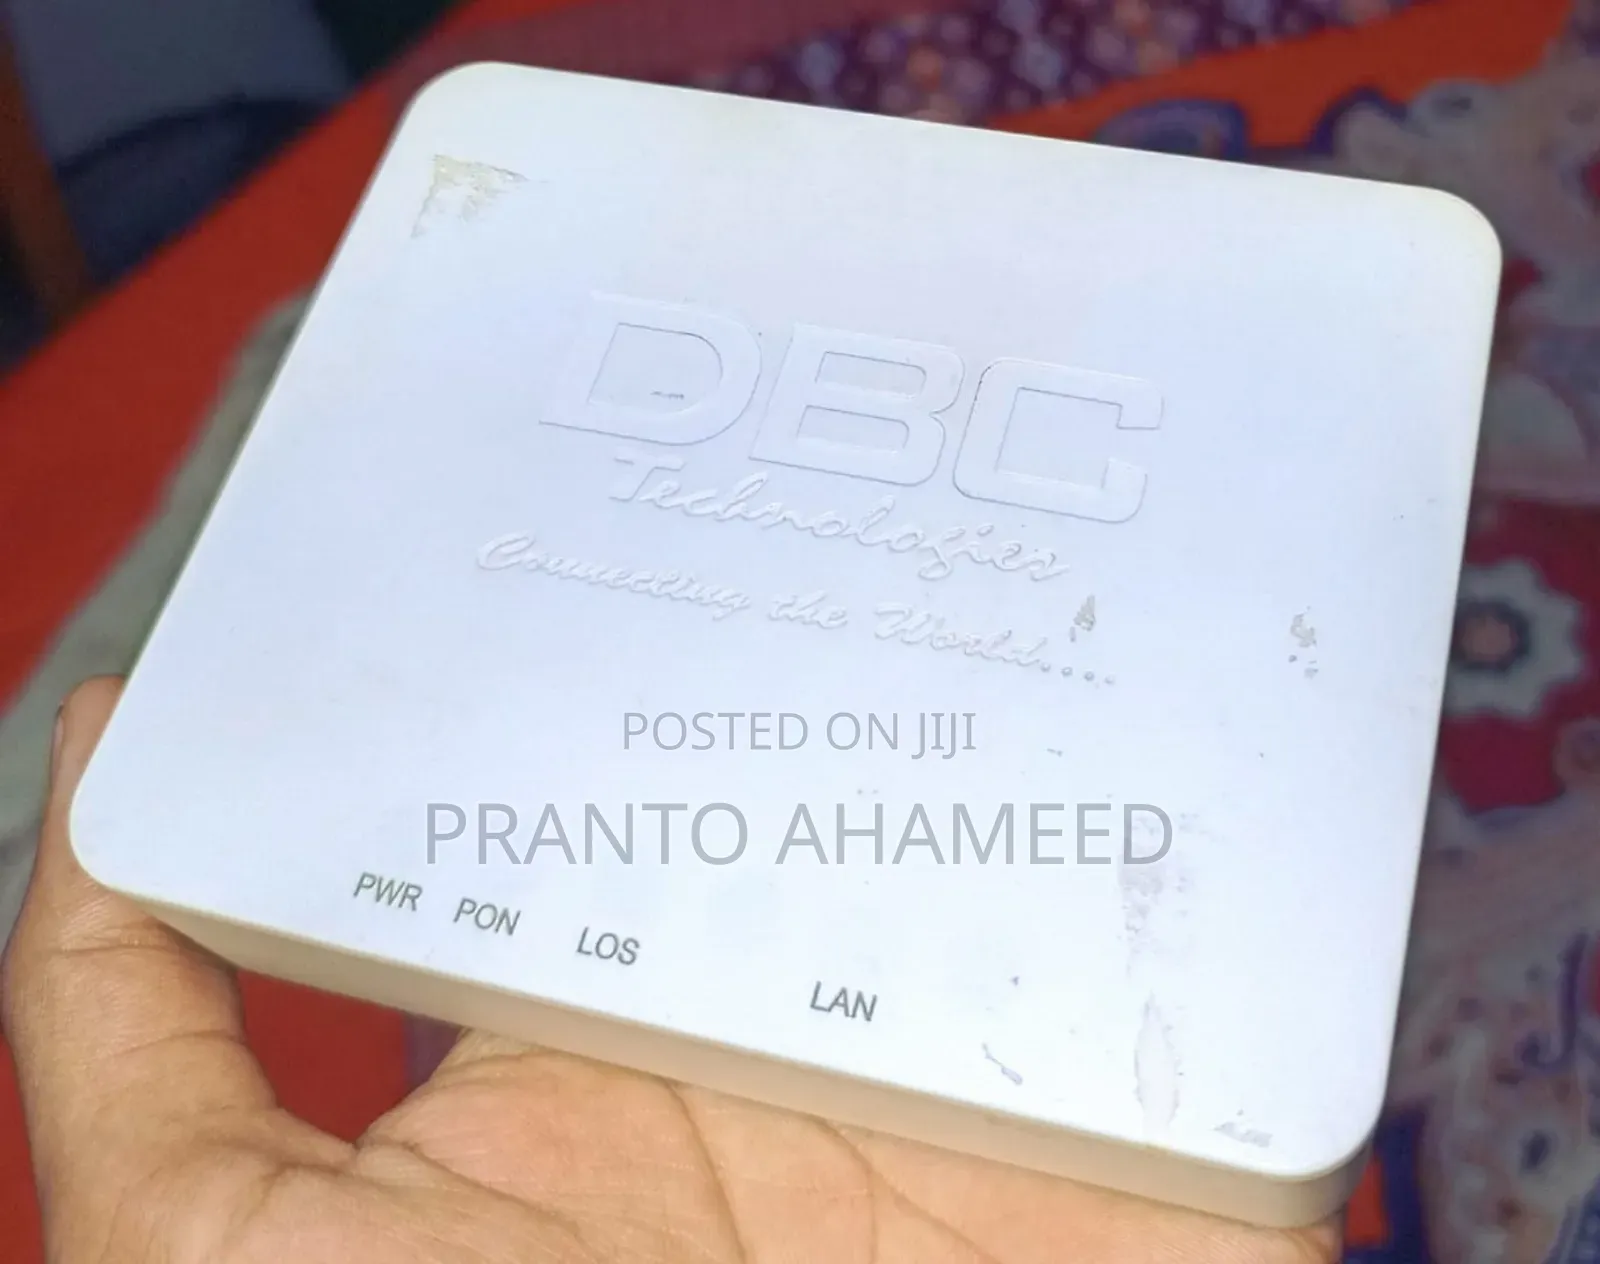 DBC
Technologies
Connecting the World....
POSTED ON JIJI
PRANTO AHAMEED
PWR PON LOS LAN